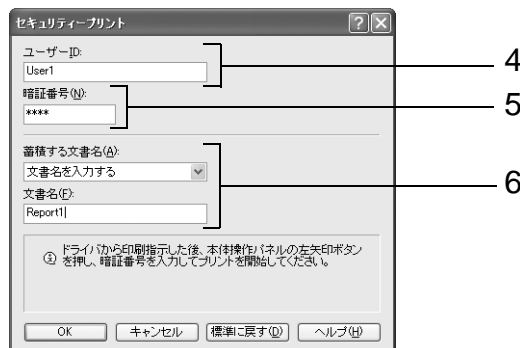 セキュリティープリント
ユーザーID:
User1
4
暗証番号(N):
****
5
蓄積する文書名(A):
文書名を入力する
6
文書名(F):
Report1
ドライバから印刷指示した後、本体操作パネルの左矢印ボタン
を押し、暗証番号を入力してプリントを開始してください。
OK キャンセル 標準に戻す(D) ヘルプ(H)